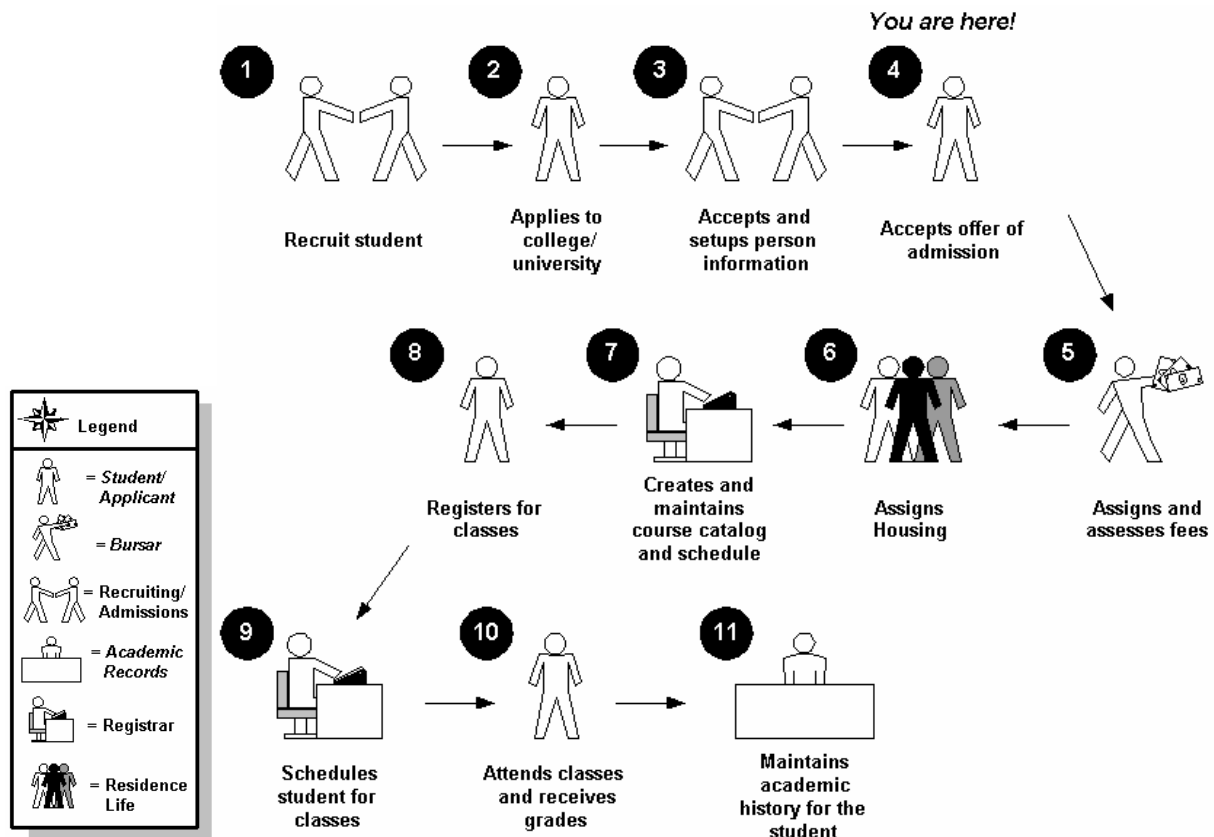 You are here!
1
2
3
4
Recruit student
Applies to
college/
university
Accepts and
setups person
information
Accepts offer of
admission
8
7
6
5
Registers for
classes
Creates and
maintains
course catalog
and schedule
Assigns
Housing
Assigns and
assesses fees
9
10
11
Schedules
student for
classes
Attends classes
and receives
grades
Maintains
academic
history for the
student
Legend
= Student/
Applicant
= Bursar
= Recruiting/
Admissions
= Academic
Records
= Registrar
= Residence
Life